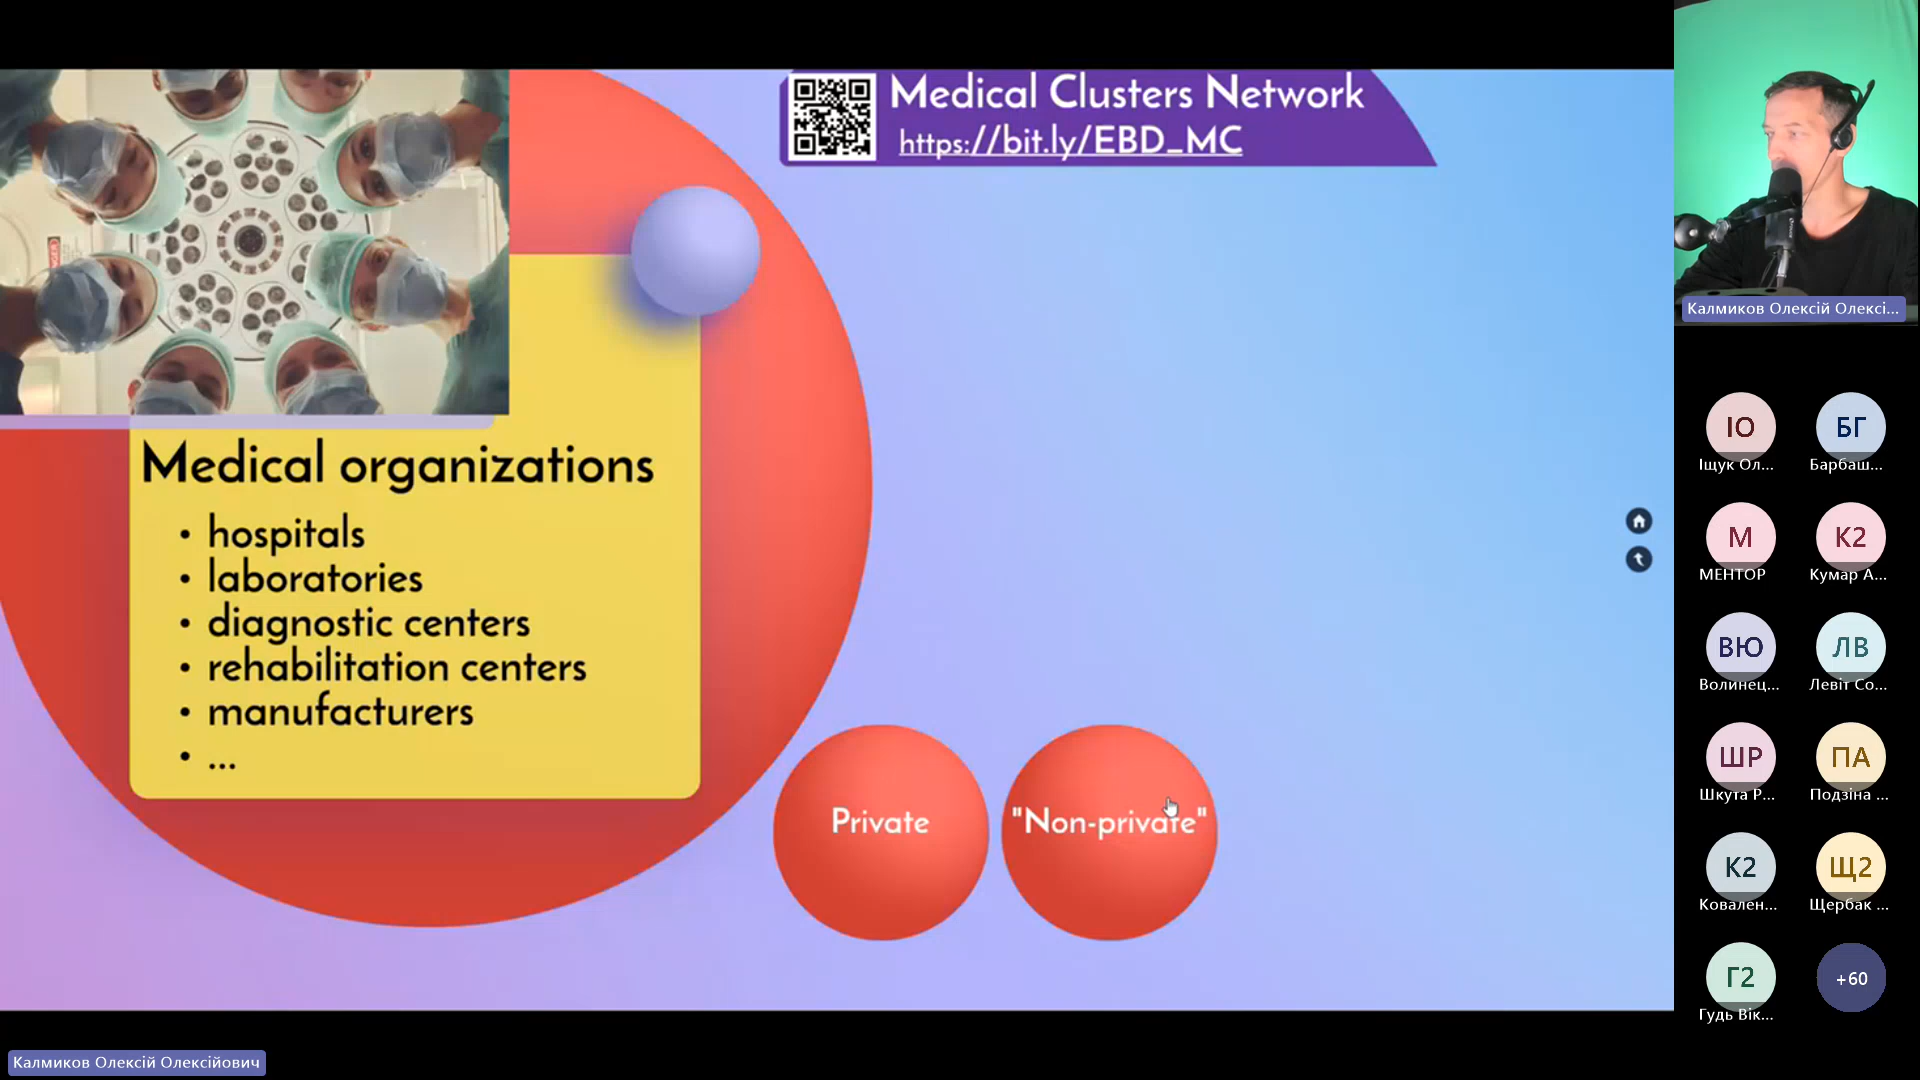 Medical Clusters Network
https://bit.ly/EBD_MC
Medical organizations
• hospitals
• laboratories
• diagnostic centers
• rehabilitation centers
• manufacturers
• ...
Private
"Non-private"
Калмиков Олексій Олексі...
ІО
Іщук Ол...
БГ
Барбаш...
М
МЕНТОР
К2
Кумар А...
ВЮ
Волинец...
ЛВ
Левіт Со...
ШР
Шкута Р...
ПА
Подзіна ...
К2
Ковален...
Щ2
Щербак ...
Г2
Гудь Вік...
+60
Калмиков Олексій Олексійович